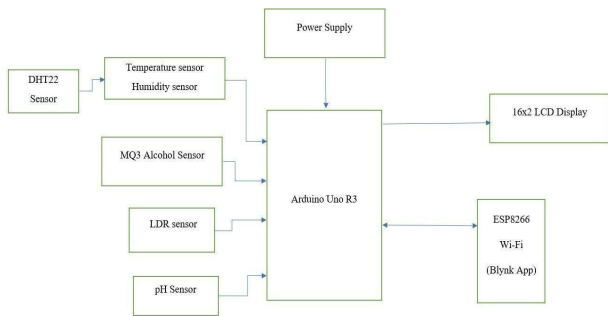 Power Supply
DHT22
Sensor
Temperature sensor
Humidity sensor
16x2 LCD Display
MQ3 Alcohol Sensor
Arduino Uno R3
LDR sensor
ESP8266
Wi-Fi
(Blynk App)
pH Sensor